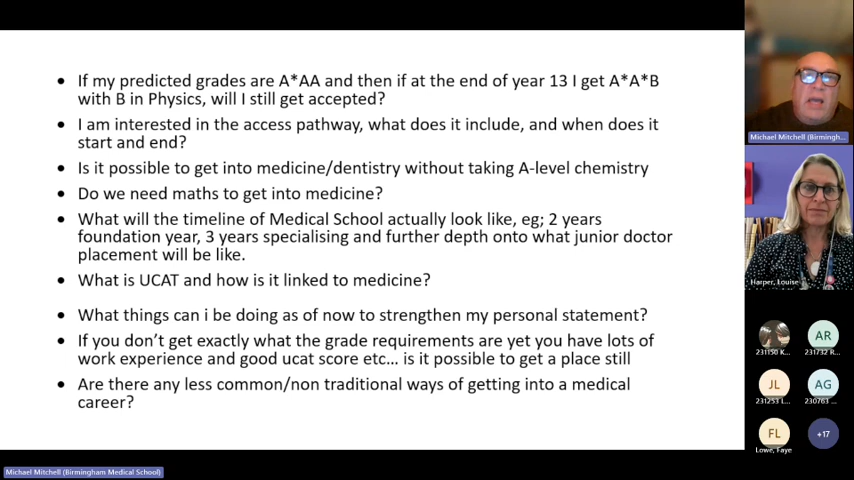 • If my predicted grades are A*AA and then if at the end of year 13 I get A*A*B
with B in Physics, will I still get accepted?
• I am interested in the access pathway, what does it include, and when does it
start and end?
• Is it possible to get into medicine/dentistry without taking A-level chemistry
• Do we need maths to get into medicine?
• What will the timeline of Medical School actually look like, eg; 2 years
foundation year, 3 years specialising and further depth onto what junior doctor
placement will be like.
• What is UCAT and how is it linked to medicine?
• What things can i be doing as of now to strengthen my personal statement?
• If you don't get exactly what the grade requirements are yet you have lots of
work experience and good ucat score etc... is it possible to get a place still
• Are there any less common/non traditional ways of getting into a medical
career?
Michael Mitchell (Birmingh...
Harper, Louise
231150 K...
AR
231732 R...
JL
231253 L...
AG
230763 ...
FL
Lowe, Faye
+17
Michael Mitchell (Birmingham Medical School)